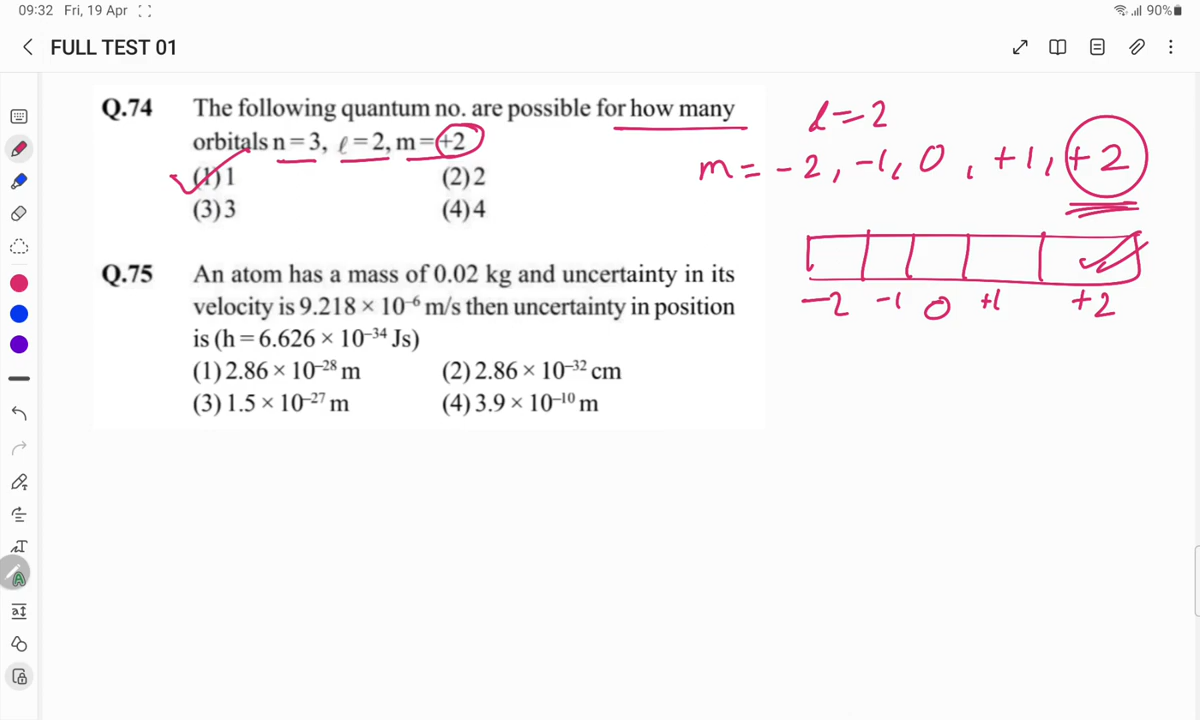 09:32 Fri, 19 Apr
90%
FULL TEST 01
Q.74 The following quantum no. are possible for how many
orbitals n = 3, ℓ = 2, m = +2
(1) 1 (2) 2
(3) 3 (4) 4
Q.75 An atom has a mass of 0.02 kg and uncertainty in its
velocity is 9.218 × 10⁻⁶ m/s then uncertainty in position
is (h = 6.626 × 10⁻³⁴ Js)
(1) 2.86 × 10⁻²⁸ m (2) 2.86 × 10⁻³² cm
(3) 1.5 × 10⁻²⁷ m (4) 3.9 × 10⁻¹⁰ m
l = 2
m = -2, -1, 0, +1, +2
-2 -1 0 +1 +2